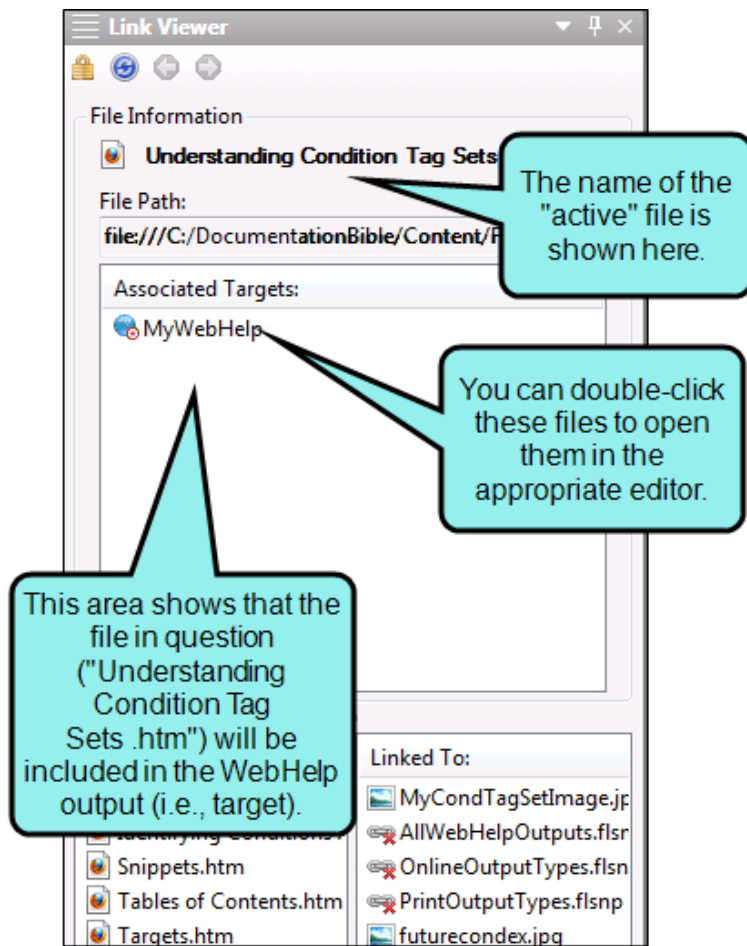 Link Viewer
File Information
Understanding Condition Tag Sets
File Path:
file:///C:/DocumentationBible/Content/
Associated Targets:
MyWebHelp
The name of the
"active" file is
shown here.
You can double-click
these files to open
them in the
appropriate editor.
This area shows that the
file in question
("Understanding
Condition Tag
Sets .htm") will be
included in the WebHelp
output (i.e., target).
Snippets.htm
Tables of Contents.htm
Targets.htm
Linked To:
MyCondTagSetImage.jp
AllWebHelpOutputs.flsn
OnlineOutputTypes.flsn
PrintOutputTypes.flsnp
futurecondex.jpg